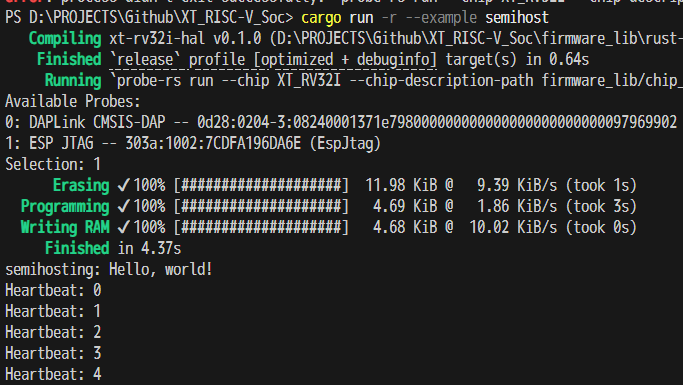 PS D:\PROJECTS\Github\XT_RISC-V_Soc> cargo run -r --example semihost
Compiling xt-rv32i-hal v0.1.0 (D:\PROJECTS\Github\XT_RISC-V_Soc\firmware_lib\rust-
Finished `release` profile [optimized + debuginfo] target(s) in 0.64s
Running `probe-rs run --chip XT_RV32I --chip-description-path firmware_lib/chip_
Available Probes:
0: DAPLink CMSIS-DAP -- 0d28:0204-3:
1: ESP JTAG -- 303a:1002:7CDFA196DA6E (EspJtag)
Selection: 1
Erasing ✔100% [####################] 11.98 KiB @ 9.39 KiB/s (took 1s)
Programming ✔100% [####################] 4.69 KiB @ 1.86 KiB/s (took 3s)
Writing RAM ✔100% [####################] 4.68 KiB @ 10.02 KiB/s (took 0s)
Finished in 4.37s
semihosting: Hello, world!
Heartbeat: 0
Heartbeat: 1
Heartbeat: 2
Heartbeat: 3
Heartbeat: 4